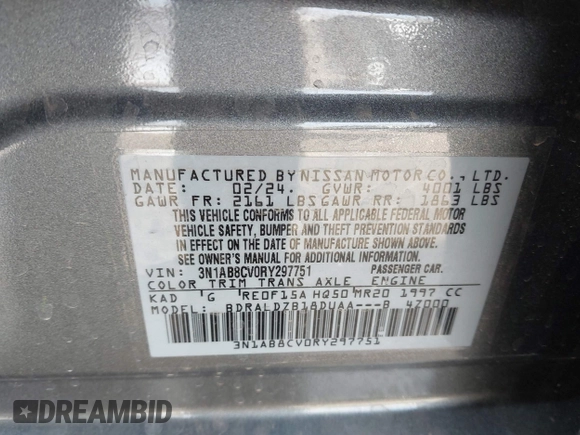 MANUFACTURED BY NISSAN MOTOR CO., LTD.
DATE: 02/24. GVWR: 4001 LBS
GAWR FR: 2161 LBS GAWR RR: 1863 LBS
THIS VEHICLE CONFORMS TO ALL APPLICABLE FEDERAL MOTOR
VEHICLE SAFETY, BUMPER AND THEFT PREVENTION STANDARDS
IN EFFECT ON THE DATE OF MANUFACTURE SHOWN ABOVE.
SEE OWNER'S MANUAL FOR ADDITIONAL INFORMATION.
VIN: 3N1AB8CV0RY297751 PASSENGER CAR
COLOR TRIM TRANS AXLE ENGINE
KAD 'G RE0F15A HQ50 MR20 1997 CC
MODEL: BDRALDZB18DUAA---B 4Z000
3N1AB8CV0RY297751
DREAMBID